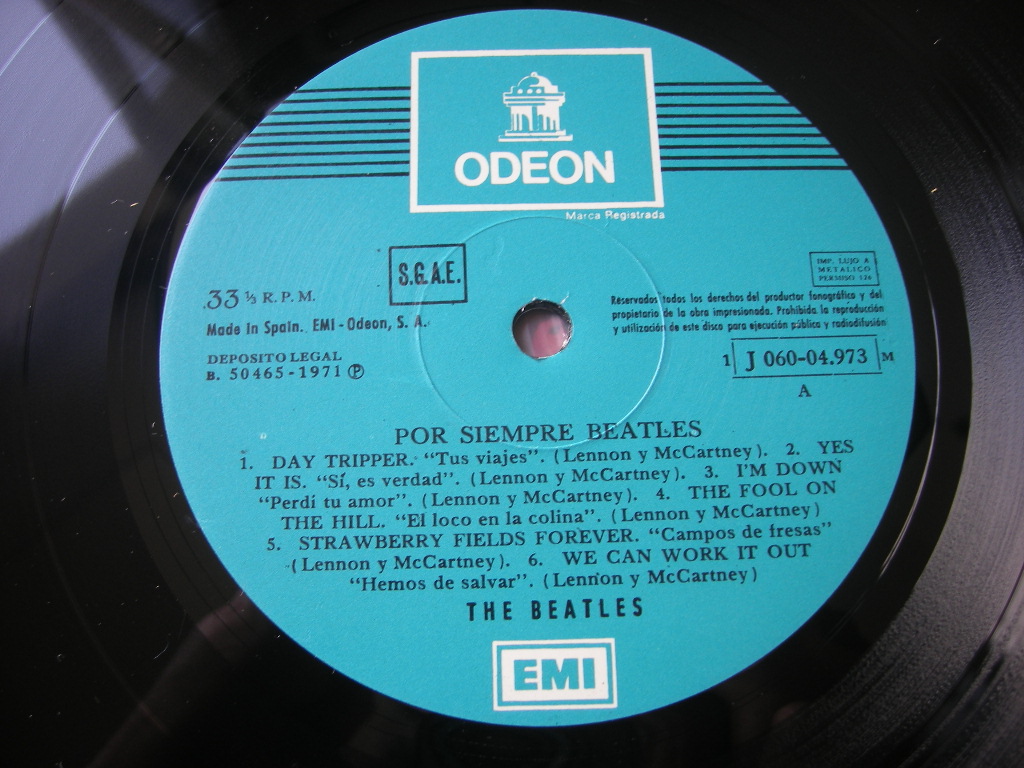 ODEON
Marca Registrada
S.G.A.E.
33 ⅓ R.P.M.
Made in Spain. EMI - Odeon, S. A.
DEPOSITO LEGAL
B. 50465 - 1971 Ⓟ
IMP. LUJO A
METALICO
PERMISO 126
Reservados todos los derechos del productor fonográfico y del
propietario de la obra impresionada. Prohibida la reproducción
y utilización de este disco para ejecución pública y radiodifusión
1 J 060-04.973 M
A
POR SIEMPRE BEATLES
1. DAY TRIPPER. “Tus viajes”. (Lennon y McCartney). 2. YES
IT IS. “Sí, es verdad”. (Lennon y McCartney). 3. I'M DOWN
“Perdí tu amor”. (Lennon y McCartney). 4. THE FOOL ON
THE HILL. “El loco en la colina”. (Lennon y McCartney)
5. STRAWBERRY FIELDS FOREVER. “Campos de fresas”
(Lennon y McCartney). 6. WE CAN WORK IT OUT
“Hemos de salvar”. (Lennon y McCartney)
THE BEATLES
EMI